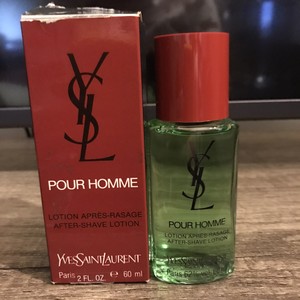 YSL
POUR HOMME
LOTION APRÈS-RASAGE
AFTER-SHAVE LOTION
YVESSAINTLAURENT
Paris 2 FL. OZ. e 60 ml
YSL
POUR HOMME
LOTION APRÈS-RASAGE
AFTER-SHAVE LOTION